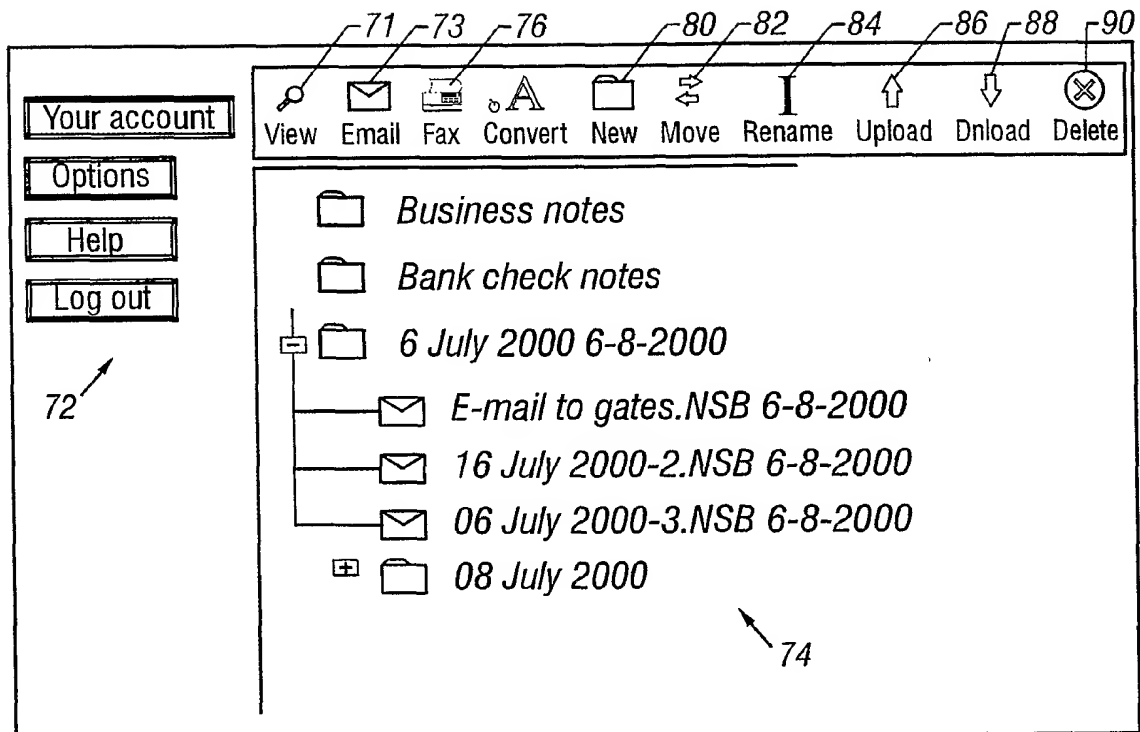 71 73 76 80 82 84 86 88 90
View Email Fax Convert New Move Rename Upload Dnload Delete
Your account
Options
Help
Log out
72
Business notes
Bank check notes
6 July 2000 6-8-2000
E-mail to gates.NSB 6-8-2000
16 July 2000-2.NSB 6-8-2000
06 July 2000-3.NSB 6-8-2000
08 July 2000
74